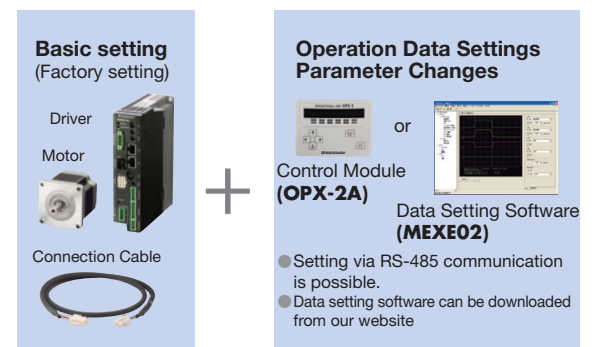 Basic setting
(Factory setting)
Driver
Motor
Connection Cable
Operation Data Settings
Parameter Changes
OPX-2
or
Control Module
(OPX-2A)
Data Setting Software
(MEXE02)
Setting via RS-485 communication
is possible.
Data setting software can be downloaded
from our website